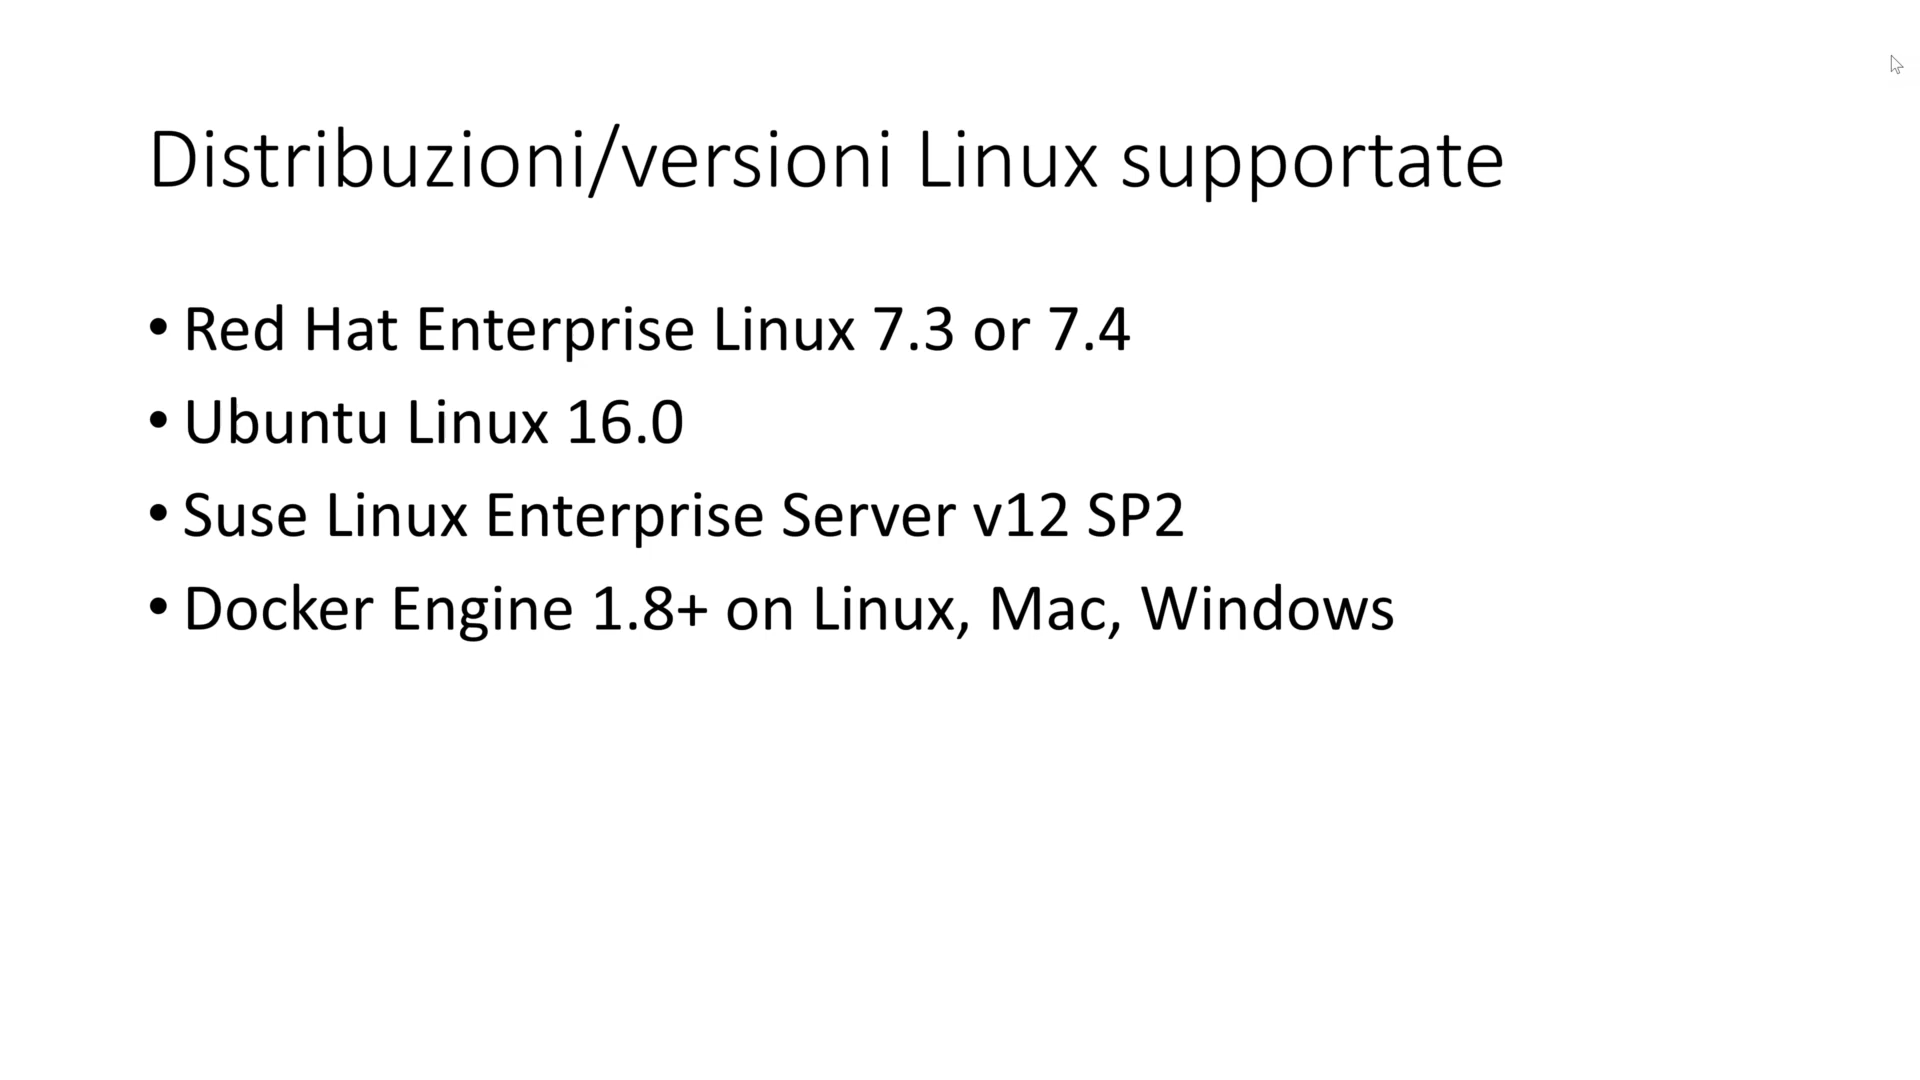 Distribuzioni/versioni Linux supportate
• Red Hat Enterprise Linux 7.3 or 7.4
• Ubuntu Linux 16.0
• Suse Linux Enterprise Server v12 SP2
• Docker Engine 1.8+ on Linux, Mac, Windows